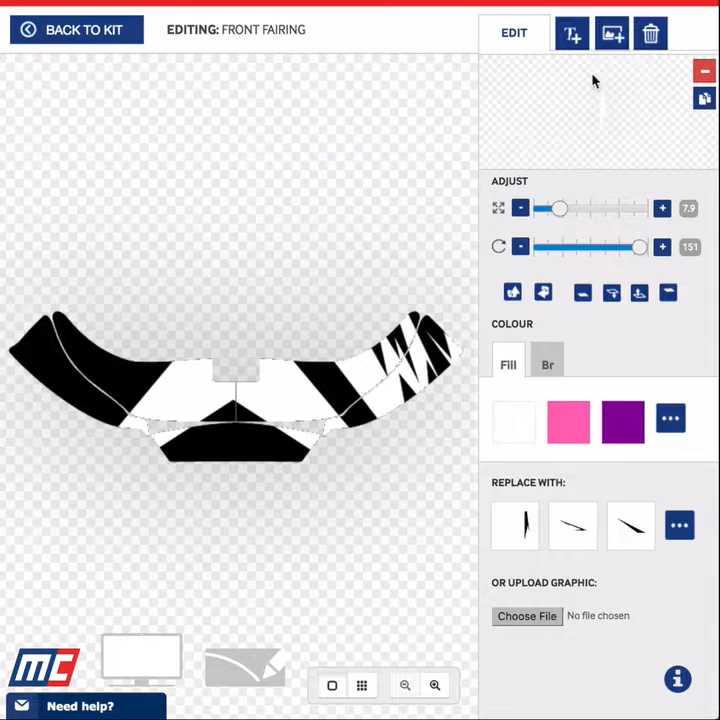 BACK TO KIT
EDITING: FRONT FAIRING
EDIT
T+
ADJUST
- + 7.9
- + 151
COLOUR
Fill Br
REPLACE WITH:
OR UPLOAD GRAPHIC:
Choose File No file chosen
MC
Need help?